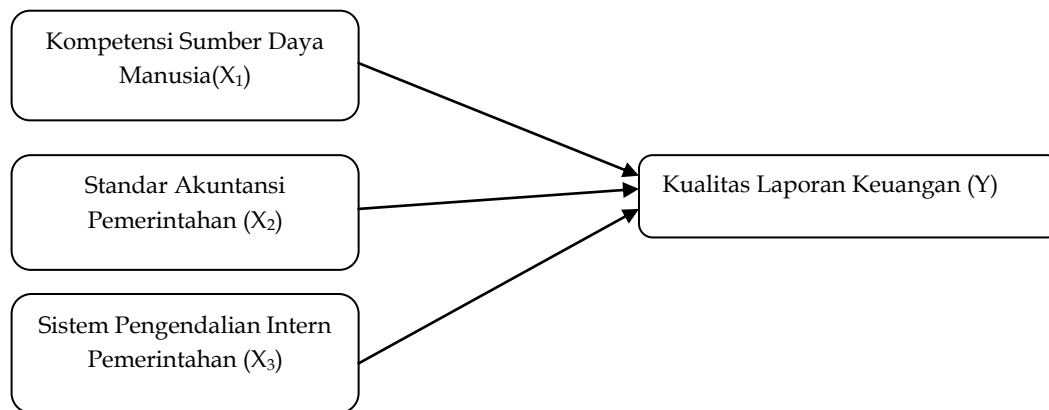 Kompetensi Sumber Daya
Manusia(X₁)
Standar Akuntansi
Pemerintahan (X₂)
Kualitas Laporan Keuangan (Y)
Sistem Pengendalian Intern
Pemerintahan (X₃)